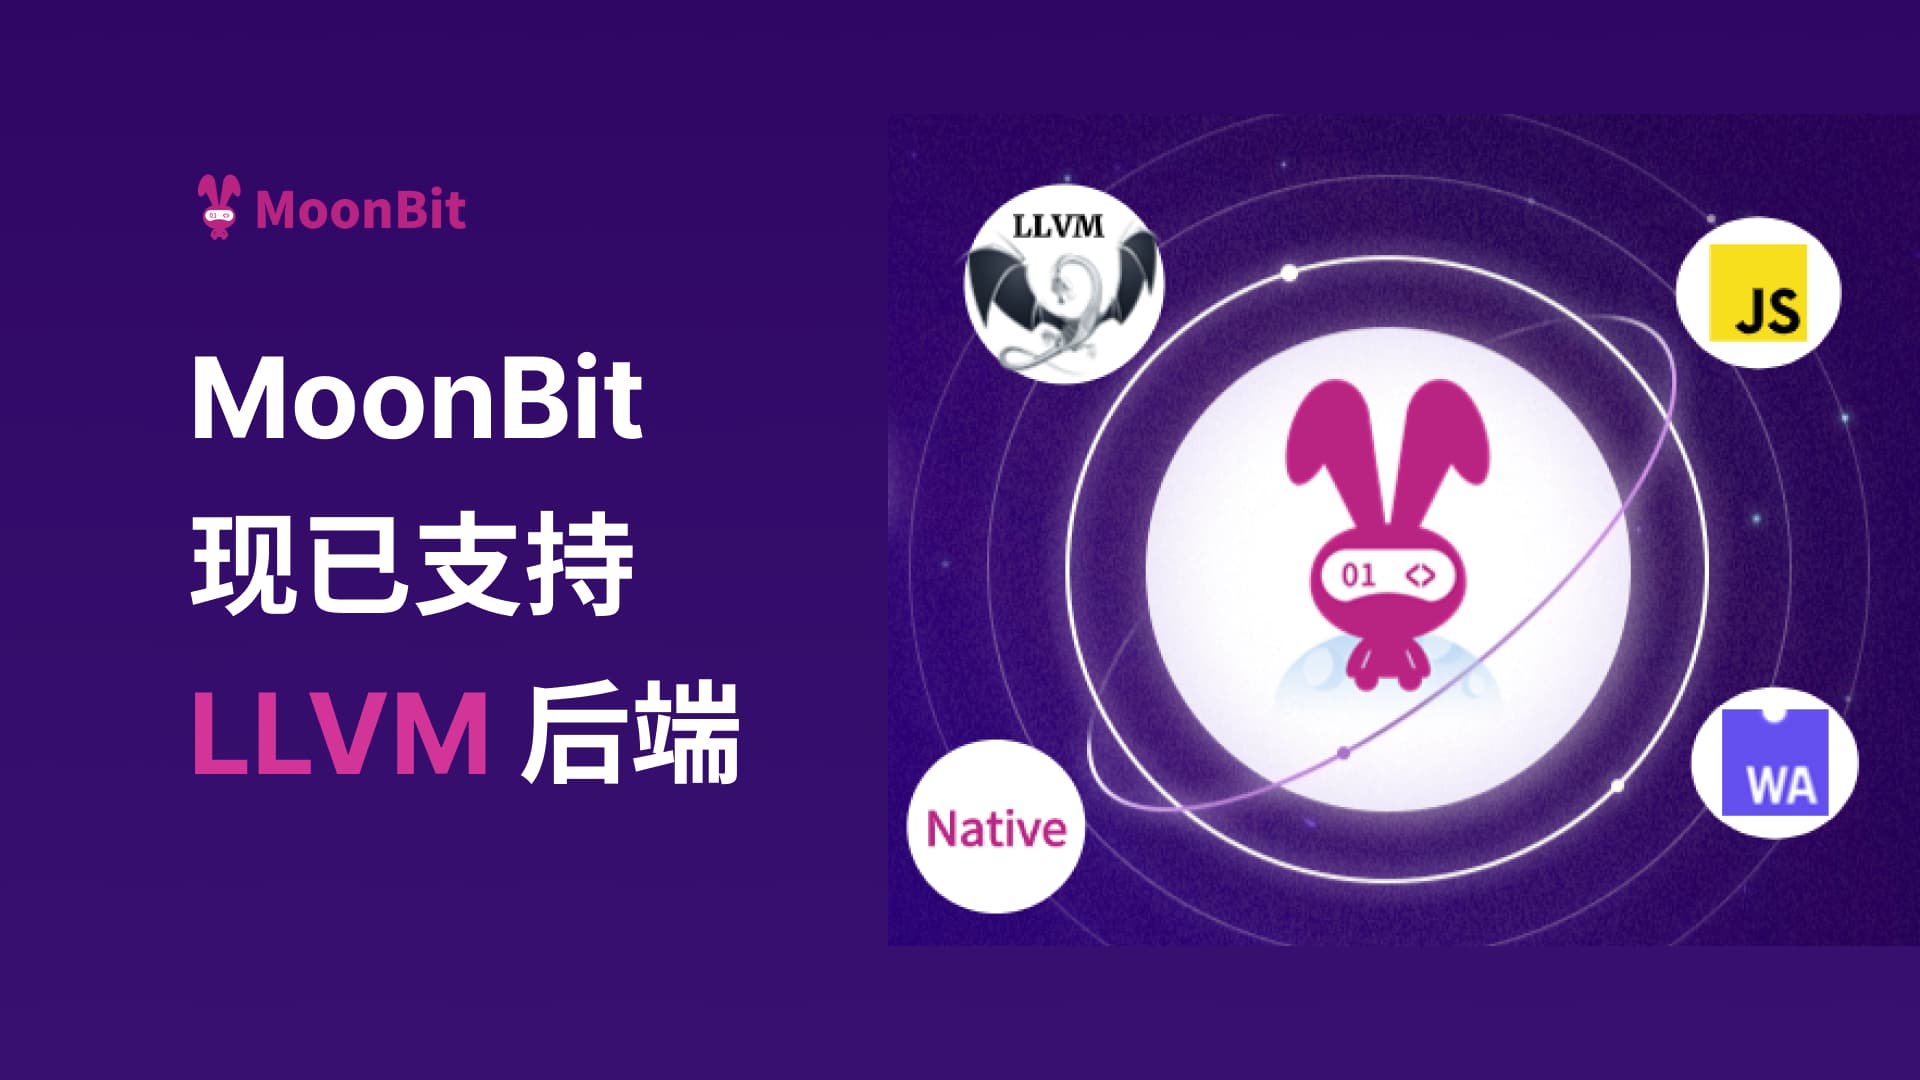 MoonBit
MoonBit
现已支持
LLVM 后端
LLVM
JS
01 <>
Native
WA